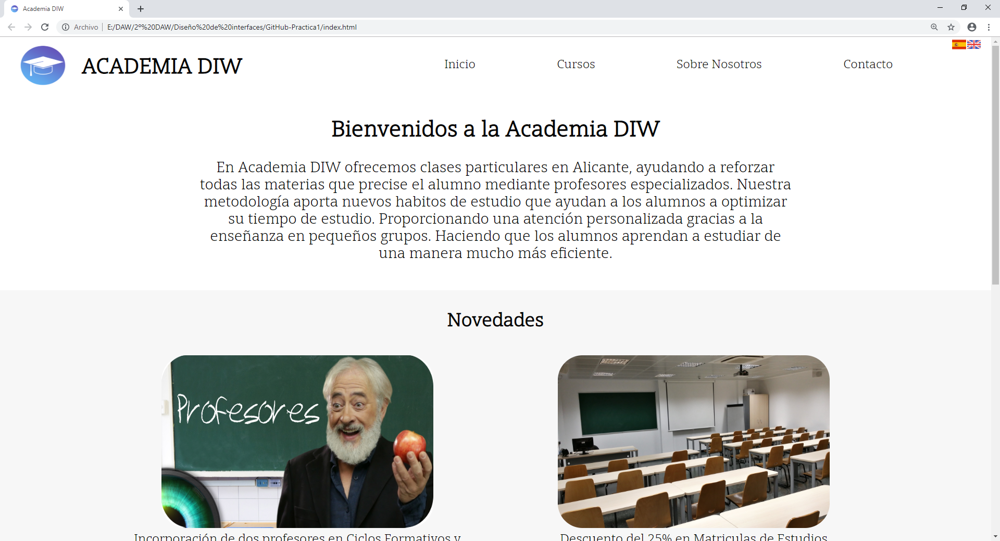 Academia DIW
Archivo
E:/DAW/2º%20DAW/Diseño%20de%20interfaces/GitHub-Practica1/index.html
ACADEMIA DIW
Inicio
Cursos
Sobre Nosotros
Contacto
Bienvenidos a la Academia DIW
En Academia DIW ofrecemos clases particulares en Alicante, ayudando a reforzar
todas las materias que precise el alumno mediante profesores especializados. Nuestra
metodología aporta nuevos habitos de estudio que ayudan a los alumnos a optimizar
su tiempo de estudio. Proporcionando una atención personalizada gracias a la
enseñanza en pequeños grupos. Haciendo que los alumnos aprendan a estudiar de
una manera mucho más eficiente.
Novedades
Profesores
Incorporación de dos profesores en Ciclos Formativos y
Descuento del 25% en Matriculas de Estudios